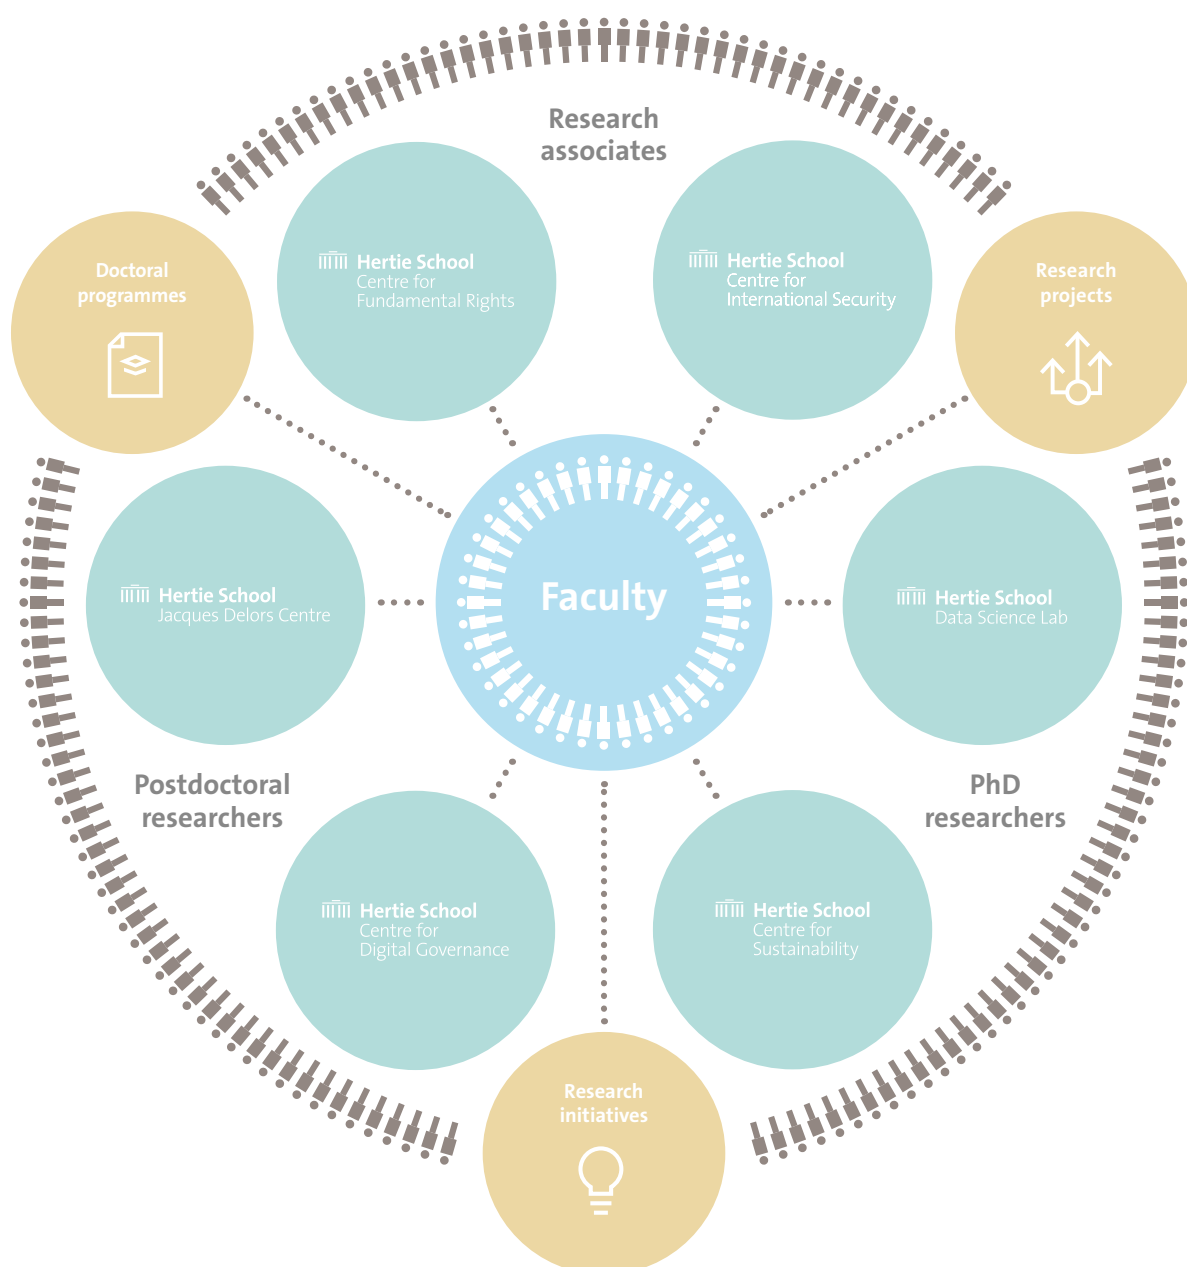 Research
associates
Doctoral
programmes
Hertie School
Centre for
Fundamental Rights
Hertie School
Centre for
International Security
Research
projects
Hertie School
Jacques Delors Centre
Faculty
Hertie School
Data Science Lab
Postdoctoral
researchers
PhD
researchers
Hertie School
Centre for
Digital Governance
Hertie School
Centre for
Sustainability
Research
initiatives